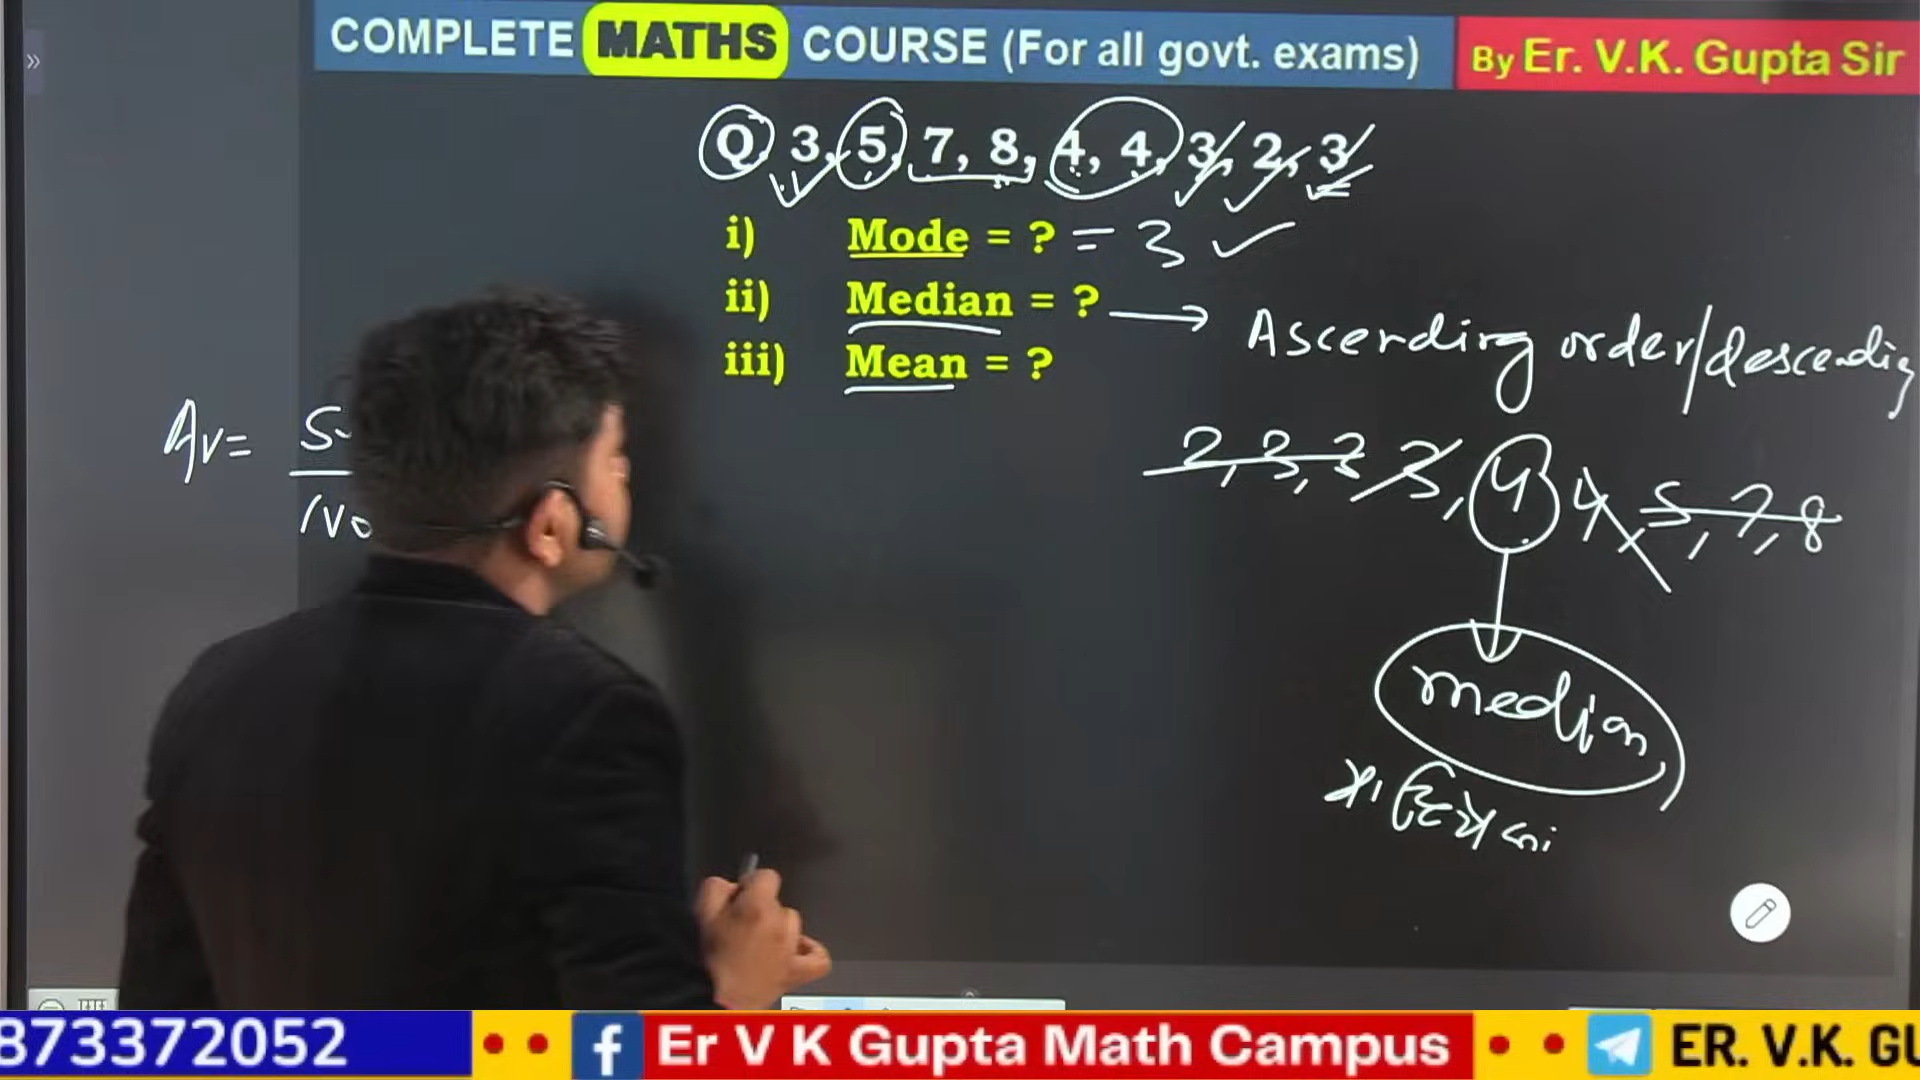 COMPLETE MATHS COURSE (For all govt. exams)
By Er. V.K. Gupta Sir
Q. 3, 5, 7, 8, 4, 4, 3, 2, 3
i) Mode = ? = 3 ✓
ii) Median = ? → Ascending order/descending
iii) Mean = ?
Av =
2, 3, 3, 3, 4, 4, 5, 7, 8
median
873372052
Er V K Gupta Math Campus
ER. V.K. GU